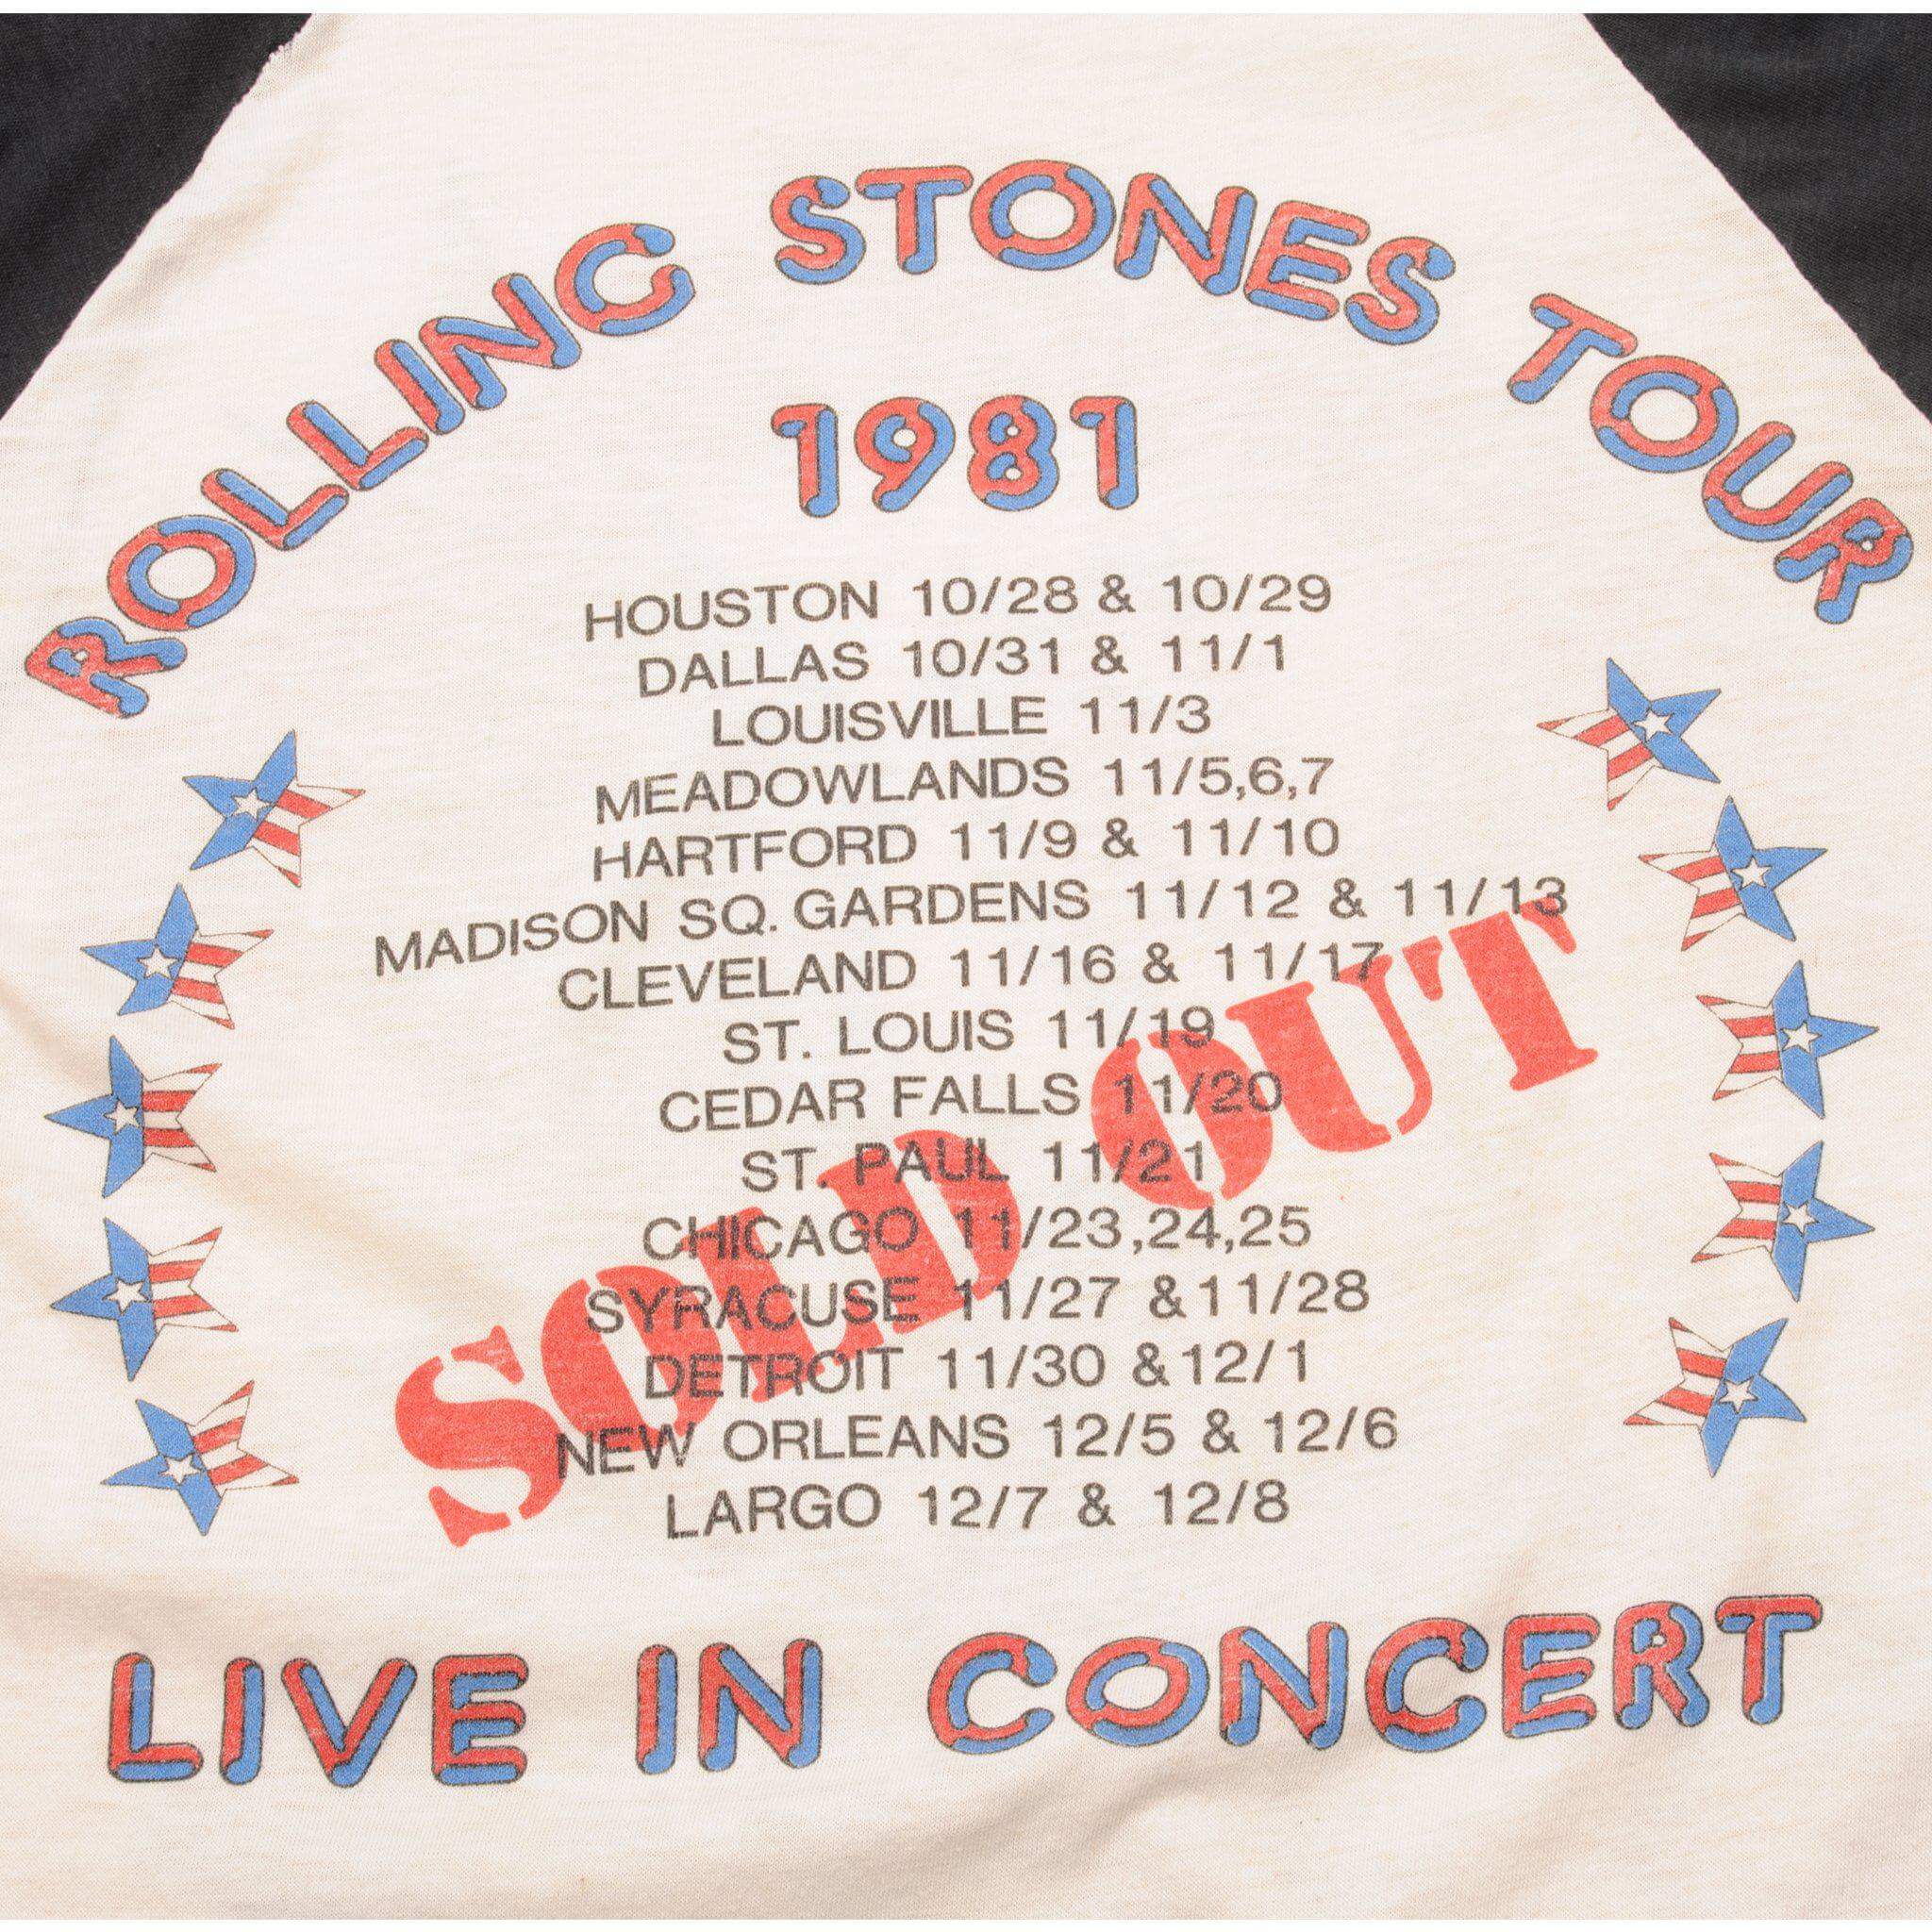 ROLLING STONES TOUR
1981
HOUSTON 10/28 & 10/29
DALLAS 10/31 & 11/1
LOUISVILLE 11/3
MEADOWLANDS 11/5,6,7
HARTFORD 11/9 & 11/10
MADISON SQ. GARDENS 11/12 & 11/13
CLEVELAND 11/16 & 11/17
ST. LOUIS 11/19
CEDAR FALLS 11/20
ST. PAUL 11/21
CHICAGO 11/23,24,25
SYRACUSE 11/27 &11/28
DETROIT 11/30 &12/1
NEW ORLEANS 12/5 & 12/6
LARGO 12/7 & 12/8
SOLD OUT
LIVE IN CONCERT